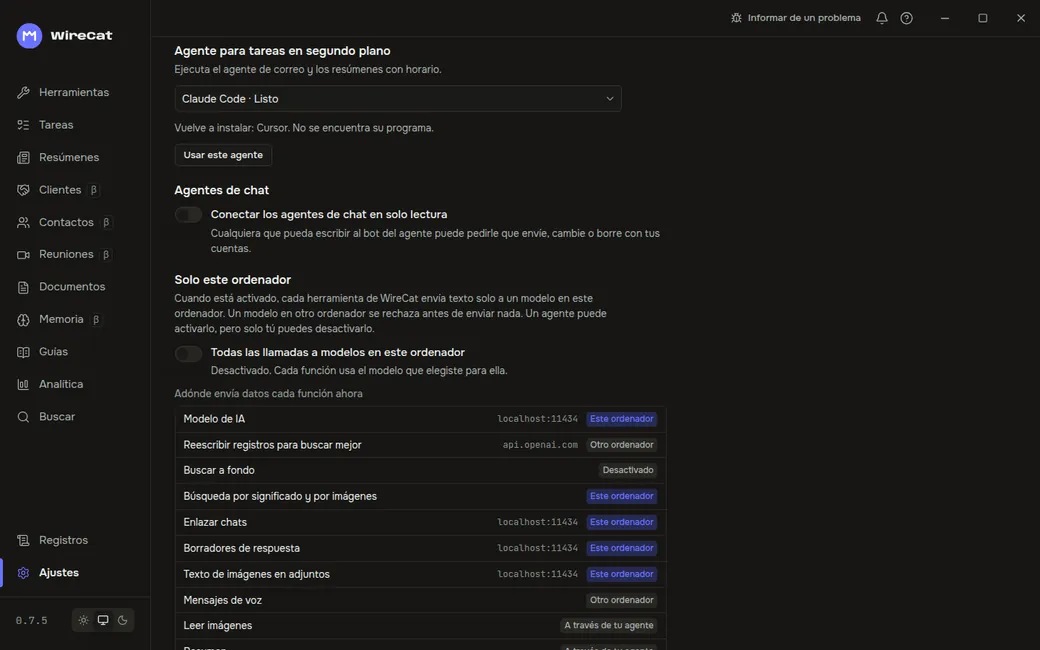 WireCat
Informar de un problema
Herramientas
Tareas
Resúmenes
Clientes β
Contactos β
Reuniones β
Documentos
Memoria β
Guías
Analítica
Buscar
Registros
Ajustes
0.7.5
Agente para tareas en segundo plano
Ejecuta el agente de correo y los resúmenes con horario.
Claude Code · Listo
Vuelve a instalar: Cursor. No se encuentra su programa.
Usar este agente
Agentes de chat
Conectar los agentes de chat en solo lectura
Cualquiera que pueda escribir al bot del agente puede pedirle que envíe, cambie o borre con tus
cuentas.
Solo este ordenador
Cuando está activado, cada herramienta de WireCat envía texto solo a un modelo en este
ordenador. Un modelo en otro ordenador se rechaza antes de enviar nada. Un agente puede
activarlo, pero solo tú puedes desactivarlo.
Todas las llamadas a modelos en este ordenador
Desactivado. Cada función usa el modelo que elegiste para ella.
Adónde envía datos cada función ahora
Modelo de IA localhost:11434 Este ordenador
Reescribir registros para buscar mejor api.openai.com Otro ordenador
Buscar a fondo Desactivado
Búsqueda por significado y por imágenes Este ordenador
Enlazar chats localhost:11434 Este ordenador
Borradores de respuesta localhost:11434 Este ordenador
Texto de imágenes en adjuntos localhost:11434 Este ordenador
Mensajes de voz Otro ordenador
Leer imágenes A través de tu agente